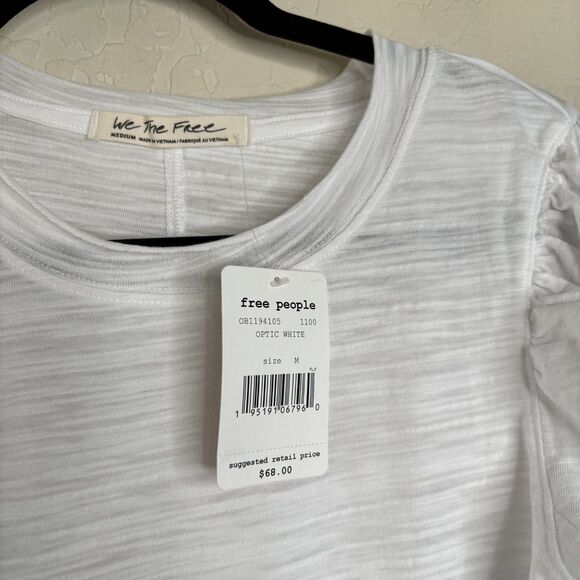 We The Free
MEDIUM MADE IN VIETNAM / FABRIQUÉ AU VIETNAM
free people
OB1194105 1100
OPTIC WHITE
size M
1 95191 06796 0
suggested retail price
$68.00